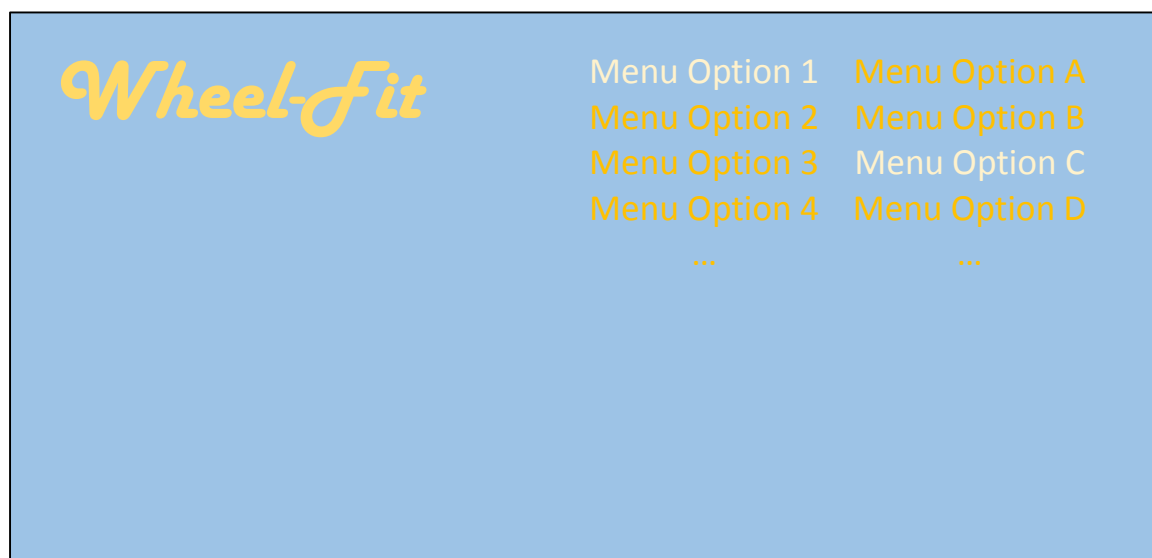 Wheel-Fit
Menu Option 1 Menu Option A
Menu Option 2 Menu Option B
Menu Option 3 Menu Option C
Menu Option 4 Menu Option D
... ...